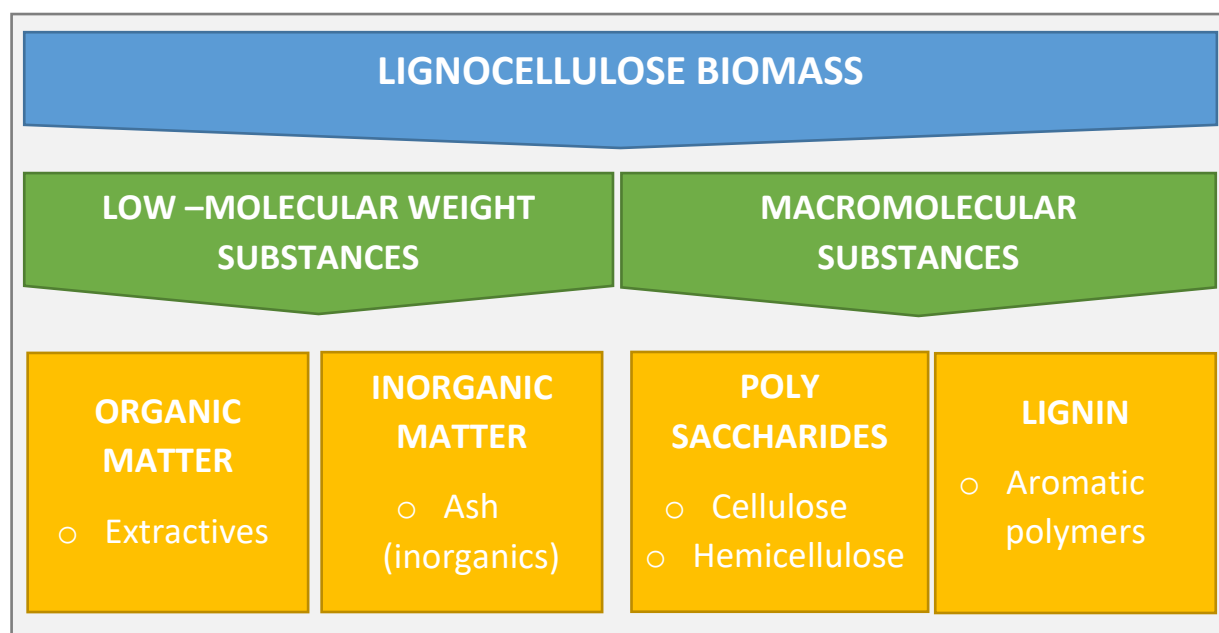 LIGNOCELLULOSE BIOMASS
LOW –MOLECULAR WEIGHT
SUBSTANCES
MACROMOLECULAR
SUBSTANCES
ORGANIC
MATTER
o Extractives
INORGANIC
MATTER
o Ash
(inorganics)
POLY
SACCHARIDES
o Cellulose
o Hemicellulose
LIGNIN
o Aromatic
polymers